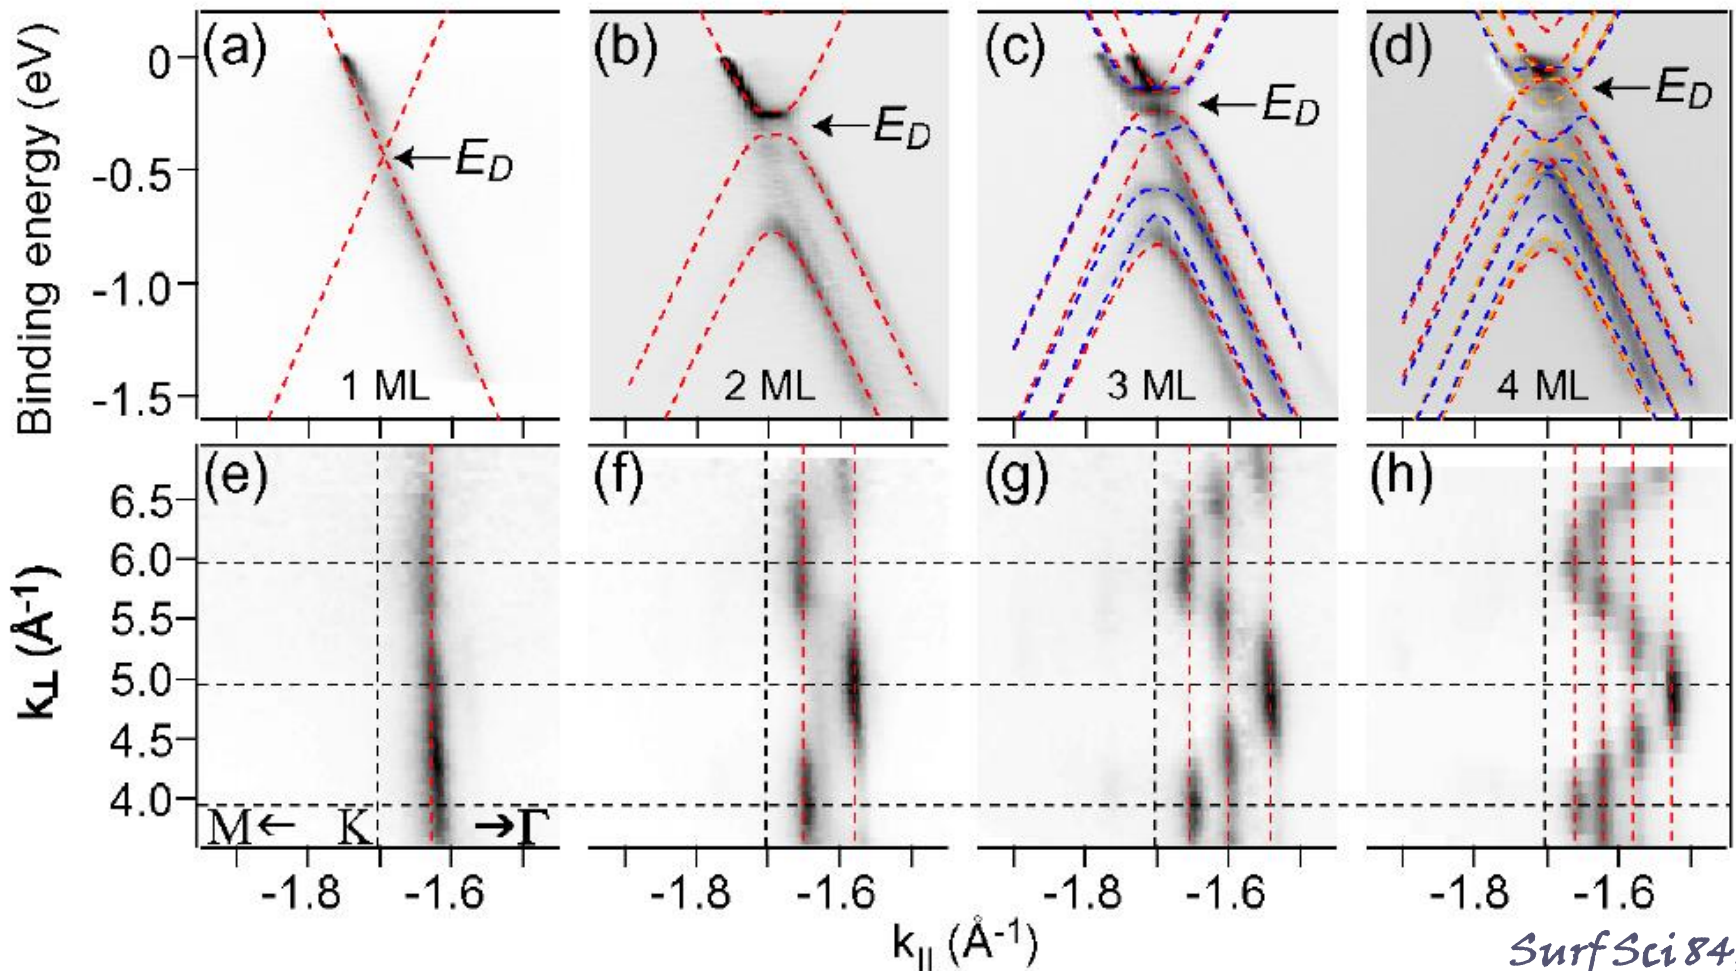 Binding energy (eV)
0
-0.5
-1.0
-1.5
(a) (b) (c) (d)
E_D E_D E_D E_D
1 ML 2 ML 3 ML 4 ML
k⊥ (Å⁻¹)
6.5
6.0
5.5
5.0
4.5
4.0
(e) (f) (g) (h)
M← K →Γ
-1.8 -1.6 -1.8 -1.6 -1.8 -1.6 -1.8 -1.6
k|| (Å⁻¹)
Surf Sci 84